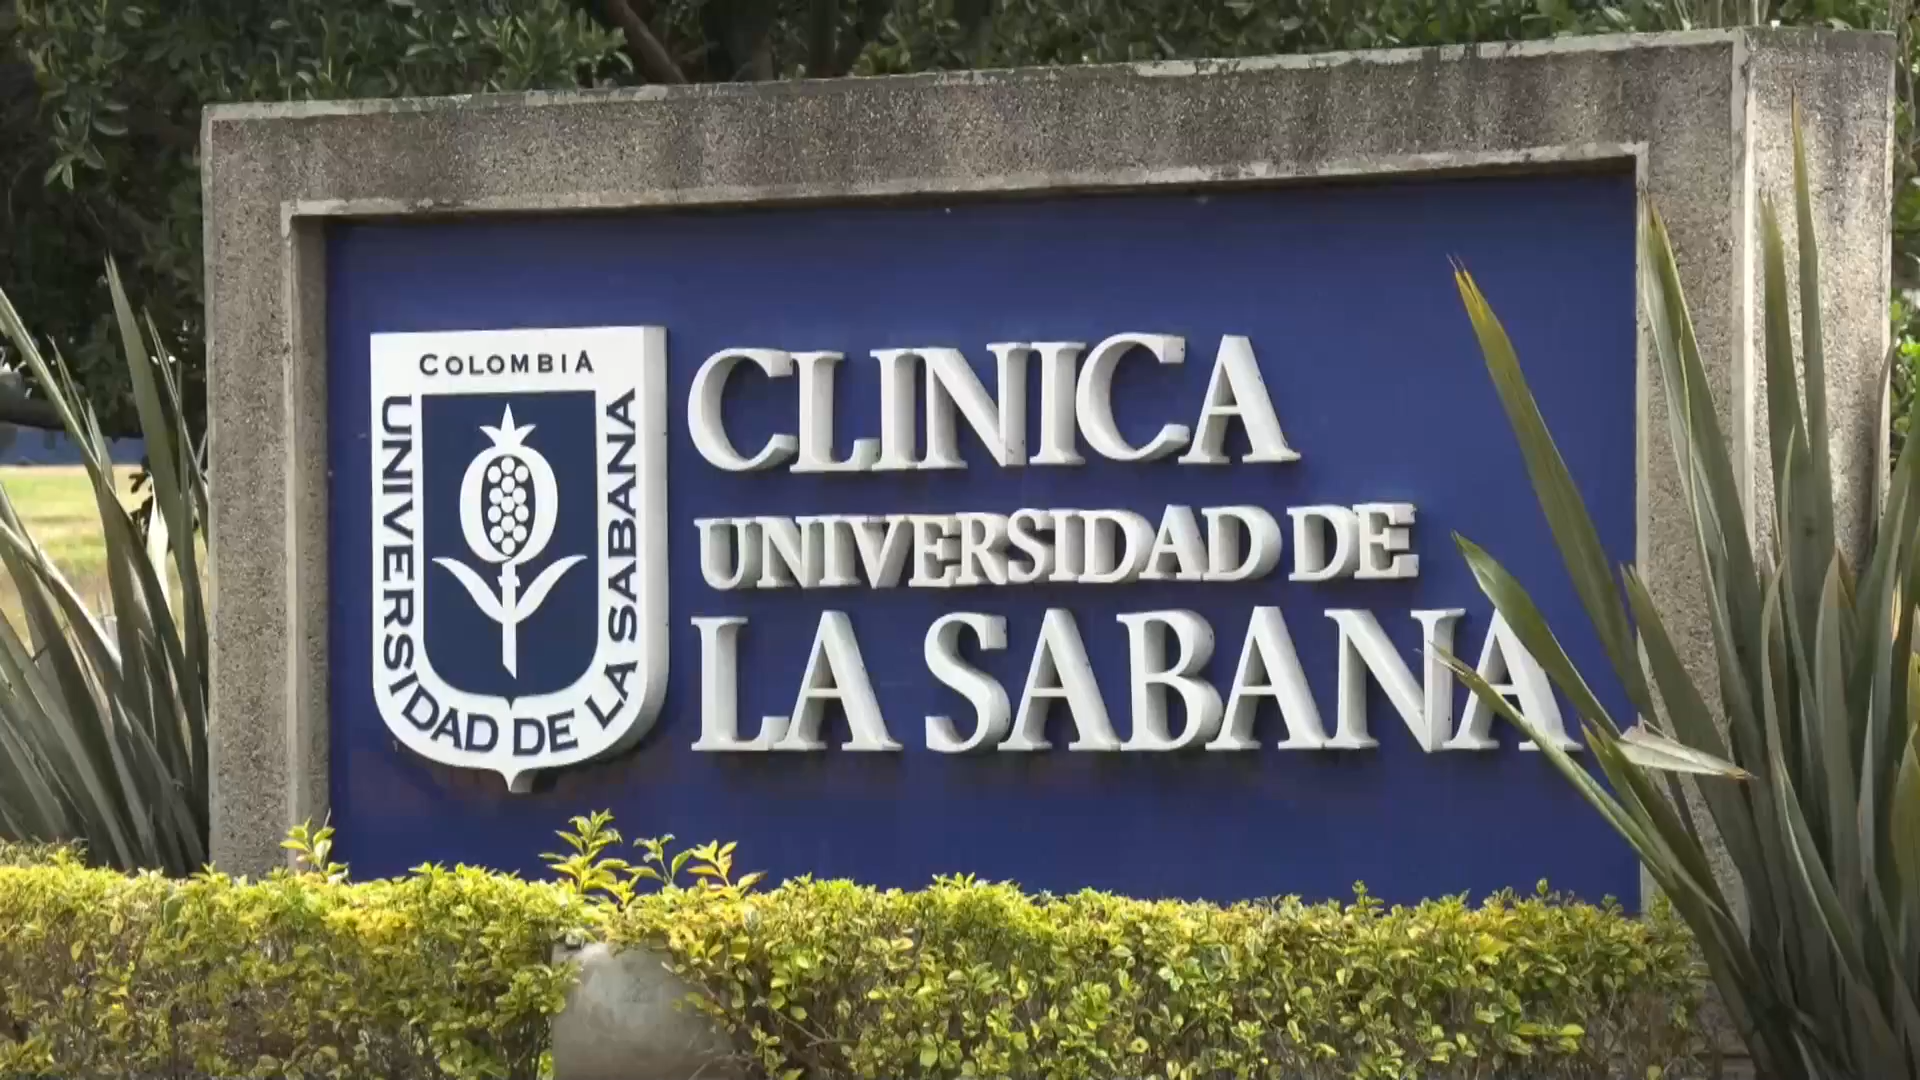 COLOMBIA
UNIVERSIDAD DE LA SABANA
CLINICA
UNIVERSIDAD DE
LA SABANA